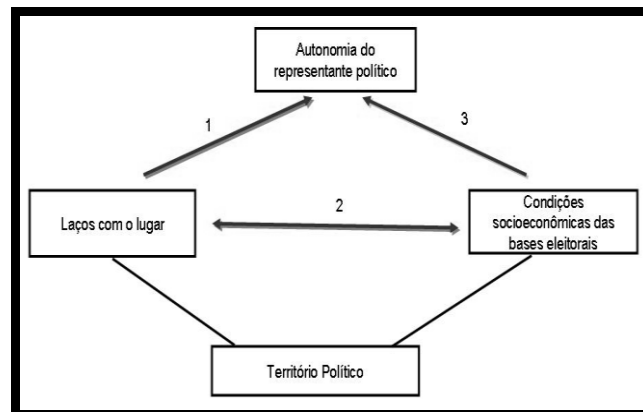 Autonomia do
representante político
1
3
Laços com o lugar
2
Condições
socioeconômicas das
bases eleitorais
Território Político